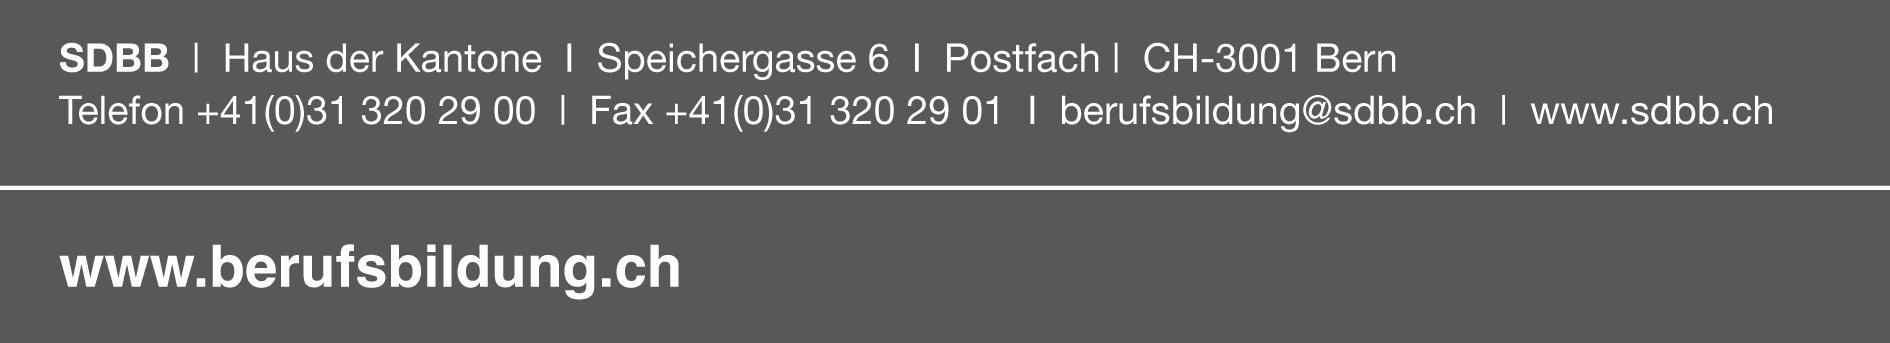 SDBB | Haus der Kantone I Speichergasse 6 I Postfach | CH-3001 Bern
Telefon +41(0)31 320 29 00 | Fax +41(0)31 320 29 01 I berufsbildung@sdbb.ch | www.sdbb.ch
www.berufsbildung.ch